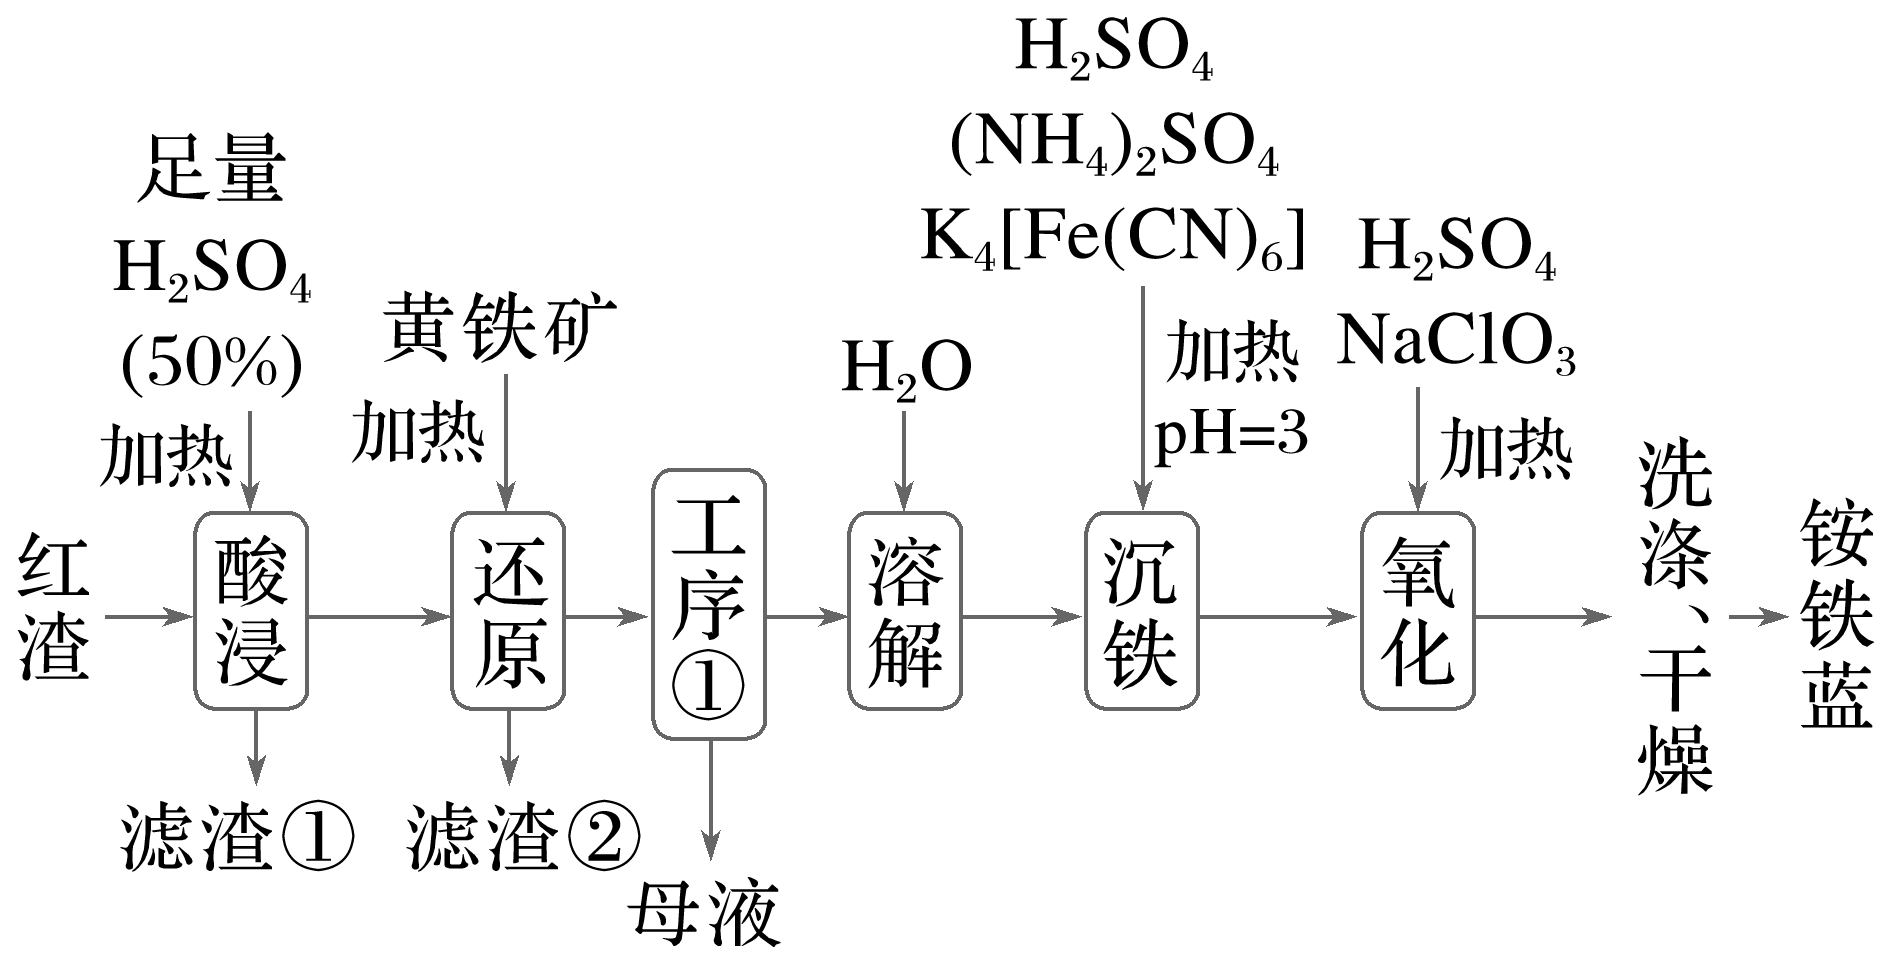 H₂SO₄
(NH₄)₂SO₄
K₄[Fe(CN)₆]
足量
H₂SO₄
(50%)
加热
黄铁矿
加热
H₂O
加热
pH=3
H₂SO₄
NaClO₃
加热
红渣
酸浸
还原
工序①
溶解
沉铁
氧化
洗涤、干燥
铵铁蓝
滤渣①
滤渣②
母液